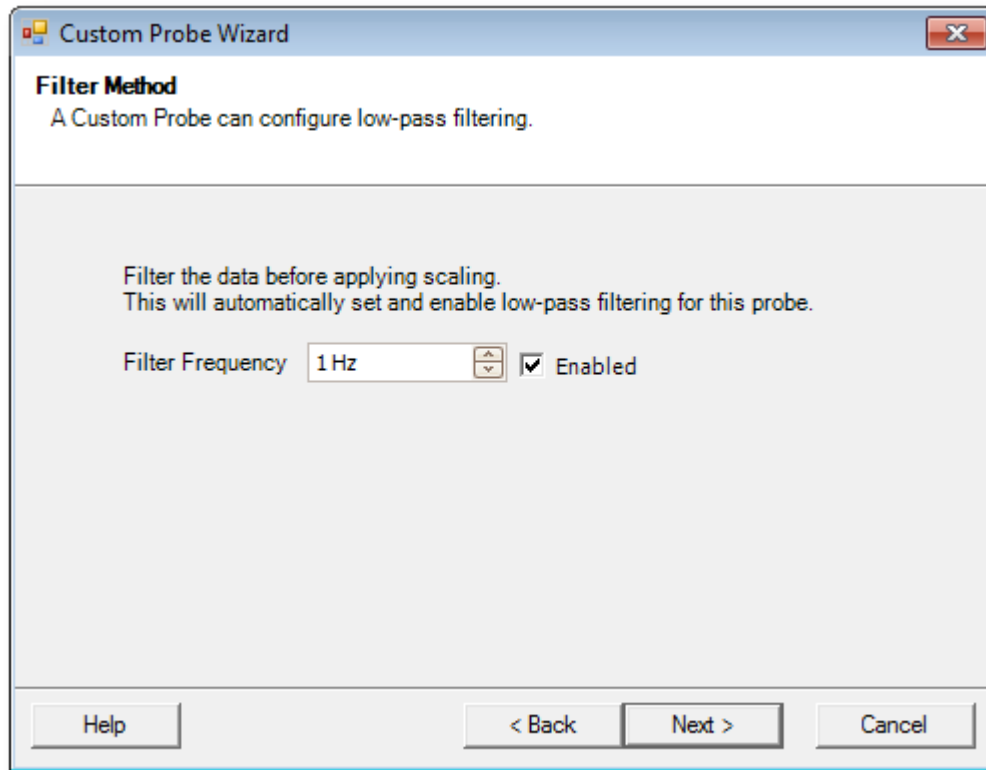 Custom Probe Wizard
Filter Method
A Custom Probe can configure low-pass filtering.
Filter the data before applying scaling.
This will automatically set and enable low-pass filtering for this probe.
Filter Frequency 1 Hz Enabled
Help < Back Next > Cancel